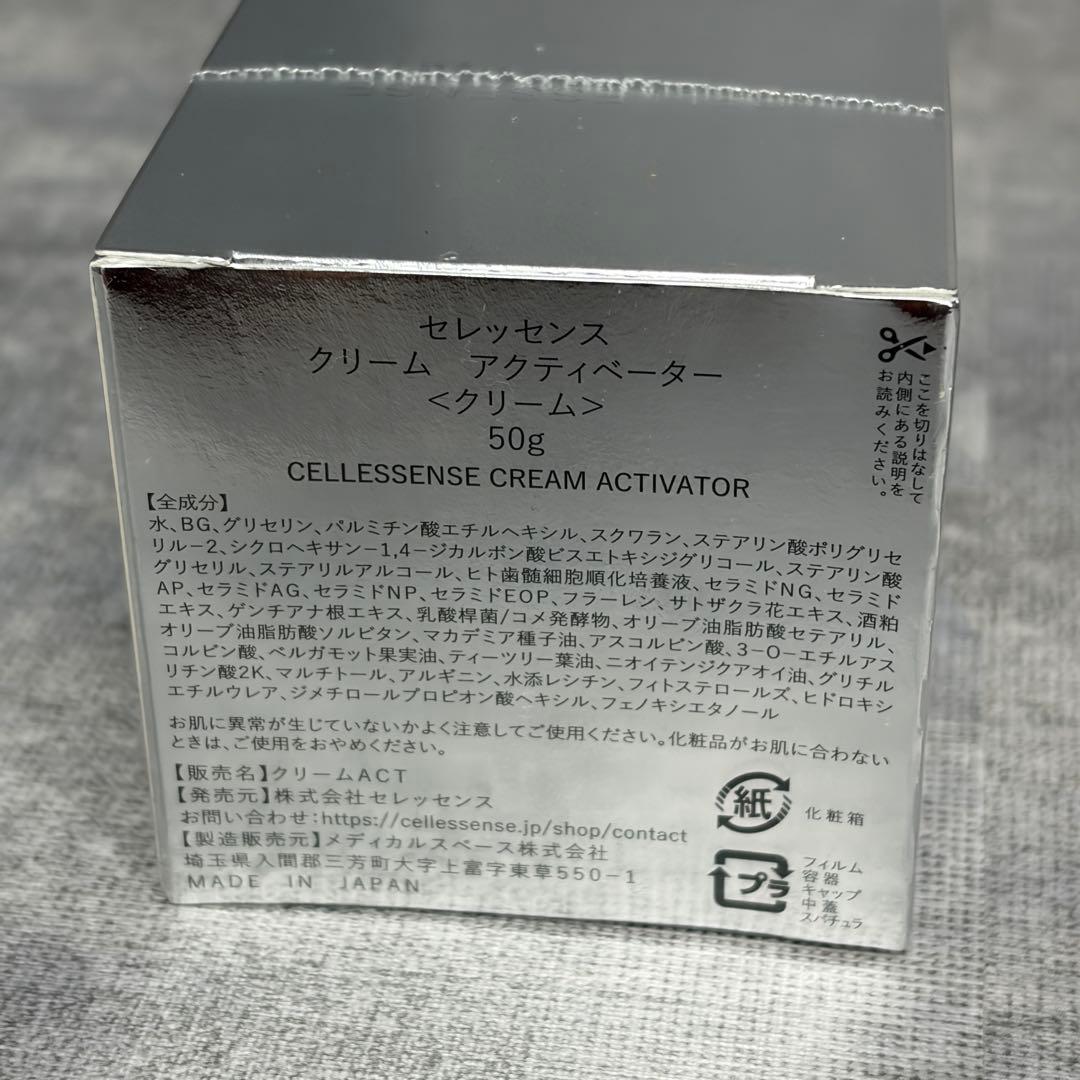 セレッセンス
クリーム　アクティベーター
<クリーム>
50g
CELLESSENSE CREAM ACTIVATOR
【全成分】
水、BG、グリセリン、パルミチン酸エチルヘキシル、スクワラン、ステアリン酸ポリグリセ
リル-2、シクロヘキサン-1,4-ジカルボン酸ビスエトキシジグリコール、ステアリン酸
グリセリル、ステアリルアルコール、ヒト歯髄細胞順化培養液、セラミドNG、セラミド
AP、セラミドAG、セラミドNP、セラミドEOP、フラーレン、サトザクラ花エキス、酒粕
エキス、ゲンチアナ根エキス、乳酸桿菌/コメ発酵物、オリーブ油脂肪酸セテアリル、
オリーブ油脂肪酸ソルビタン、マカデミア種子油、アスコルビン酸、3-O-エチルアス
コルビン酸、ベルガモット果実油、ティーツリー葉油、ニオイテンジクアオイ油、グリチル
リチン酸2K、マルチトール、アルギニン、水添レシチン、フィトステロールズ、ヒドロキシ
エチルウレア、ジメチロールプロピオン酸ヘキシル、フェノキシエタノール
お肌に異常が生じていないかよく注意してご使用ください。化粧品がお肌に合わない
ときは、ご使用をおやめください。
【販売名】クリームACT
【発売元】株式会社セレッセンス
お問い合わせ：https://cellessense.jp/shop/contact
【製造販売元】メディカルスペース株式会社
埼玉県入間郡三芳町大字上富字東草550-1
MADE IN JAPAN
ここを切りはなして
内側にある説明を
お読みください。
紙
化粧箱
プラ
フィルム
容器
キャップ
中蓋
スパチュラ